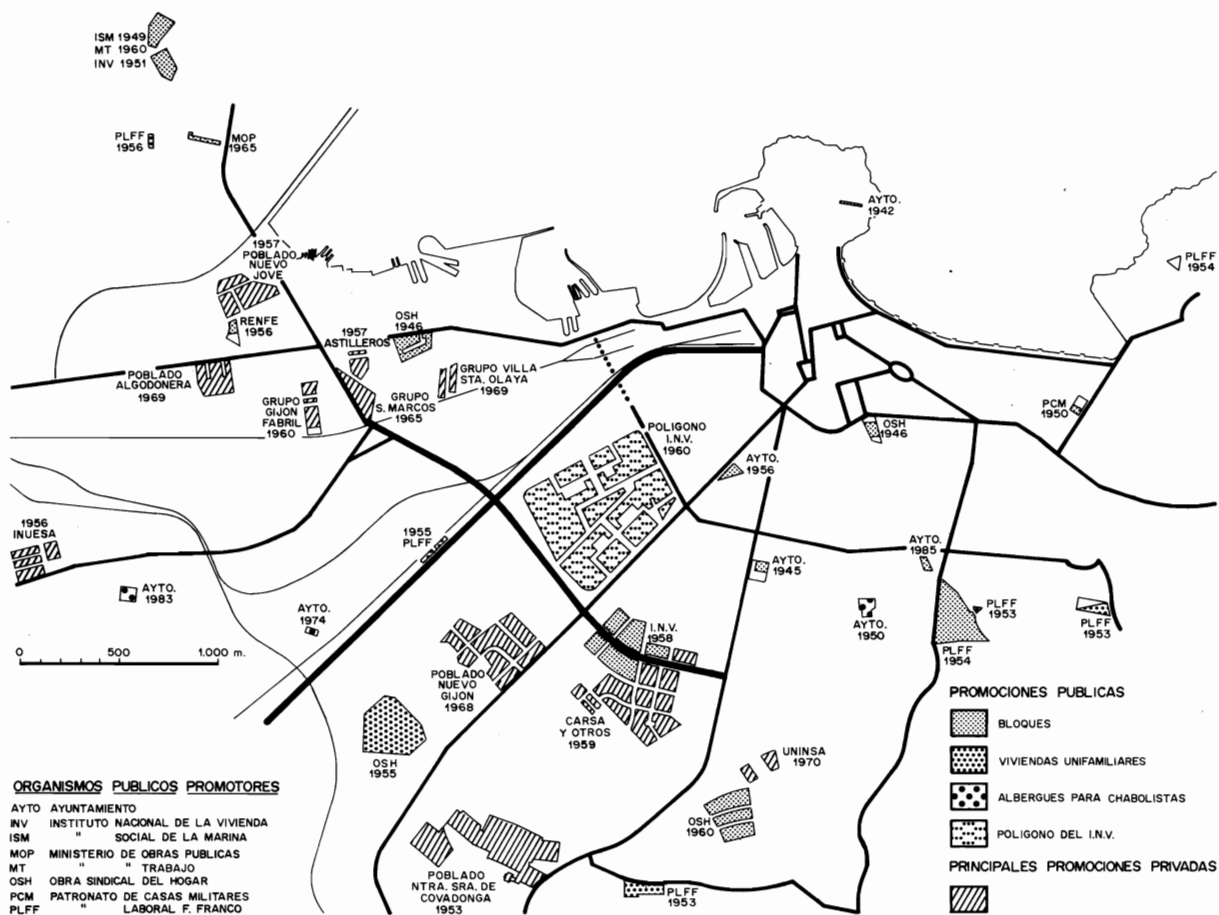 ISM 1949
MT 1960
INV 1951
PLFF
1956
MOP
1965
AYTO.
1942
PLFF
1954
1957
POBLADO
NUEVO
JOVE
RENFE
1956
1957
ASTILLEROS
OSH
1946
POBLADO
ALGODONERA
1969
GRUPO
GIJON
FABRIL
1960
GRUPO
S. MARCOS
1965
GRUPO VILLA
STA. OLAYA
1969
PCM
1950
OSH
1946
POLIGONO
I.N.V.
1960
AYTO.
1956
1956
INUESA
1955
PLFF
AYTO.
1945
AYTO.
1985
AYTO.
1983
AYTO.
1974
AYTO.
1950
PLFF
1953
PLFF
1953
PLFF
1954
I.N.V.
1958
0 500 1.000 m.
POBLADO
NUEVO
GIJON
1968
CARSA
Y OTROS
1959
OSH
1955
UNINSA
1970
OSH
1960
POBLADO
NTRA. SRA. DE
COVADONGA
1953
PLFF
1953
ORGANISMOS PUBLICOS PROMOTORES
AYTO AYUNTAMIENTO
INV INSTITUTO NACIONAL DE LA VIVIENDA
ISM " SOCIAL DE LA MARINA
MOP MINISTERIO DE OBRAS PUBLICAS
MT " " TRABAJO
OSH OBRA SINDICAL DEL HOGAR
PCM PATRONATO DE CASAS MILITARES
PLFF " LABORAL F. FRANCO
PROMOCIONES PUBLICAS
BLOQUES
VIVIENDAS UNIFAMILIARES
ALBERGUES PARA CHABOLISTAS
POLIGONO DEL I.N.V.
PRINCIPALES PROMOCIONES PRIVADAS